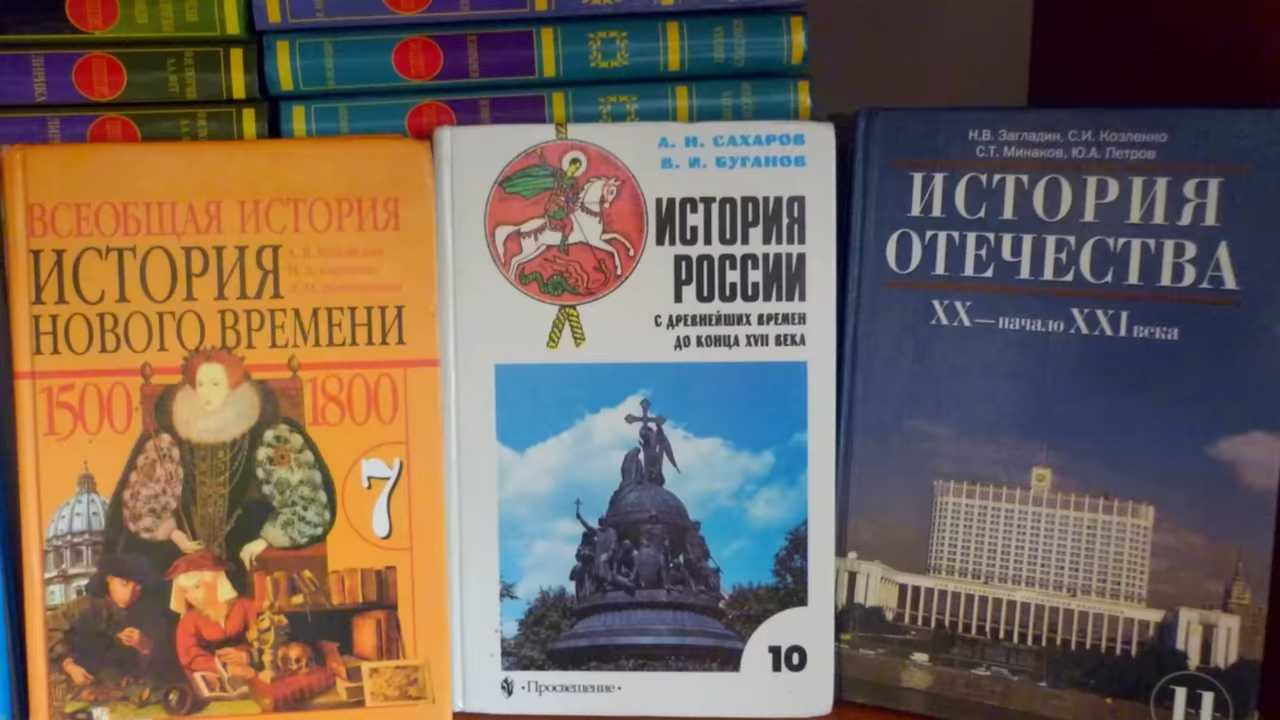 ВСЕОБЩАЯ ИСТОРИЯ
ИСТОРИЯ
НОВОГО ВРЕМЕНИ
1500
1800
7
А. Н. САХАРОВ
В. И. БУГАНОВ
ИСТОРИЯ
РОССИИ
С ДРЕВНЕЙШИХ ВРЕМЕН
ДО КОНЦА XVII ВЕКА
10
• Просвещение •
Н.В. Загладин, С.И. Козленко
С.Т. Минаков, Ю.А. Петров
ИСТОРИЯ
ОТЕЧЕСТВА
XX — начало XXI века
11